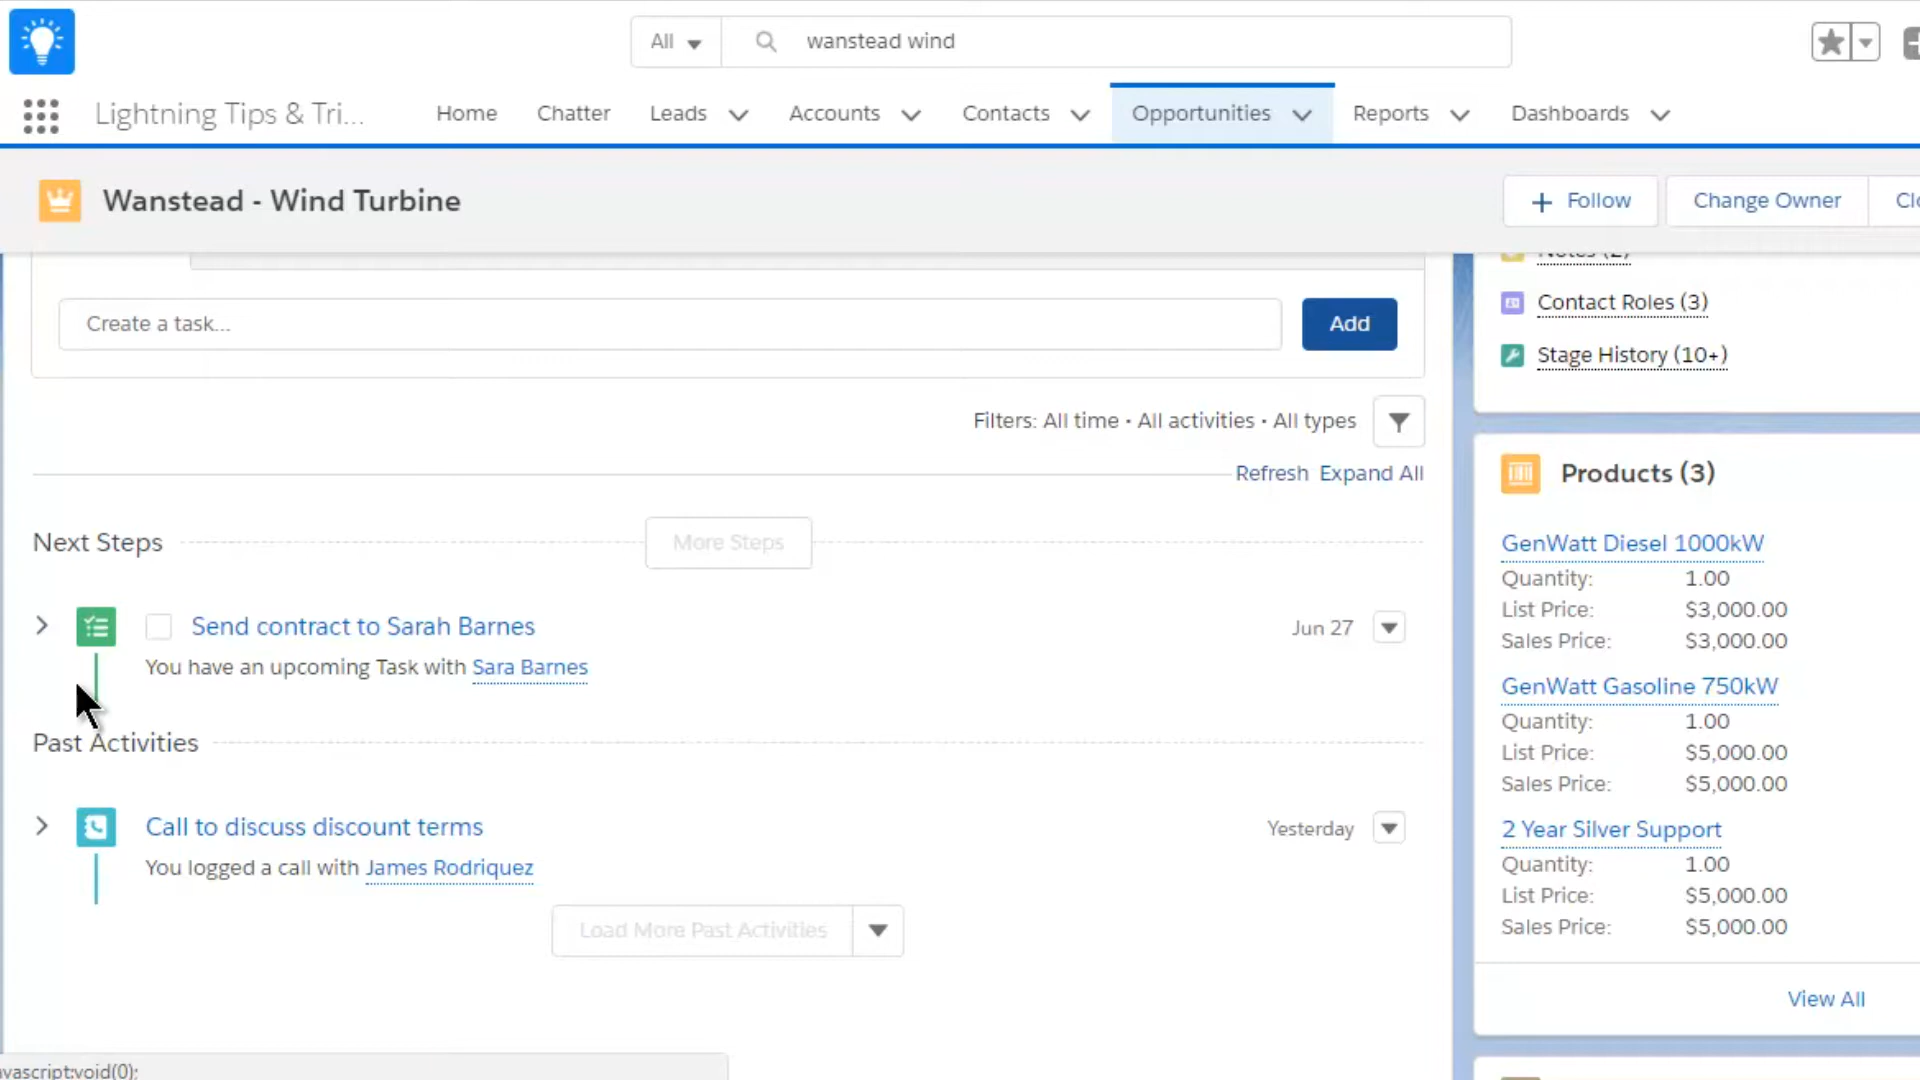 All
wanstead wind
Lightning Tips & Tri...
Home
Chatter
Leads
Accounts
Contacts
Opportunities
Reports
Dashboards
Wanstead - Wind Turbine
Follow
Change Owner
Clo
Notes (2)
Create a task...
Add
Contact Roles (3)
Stage History (10+)
Filters: All time • All activities • All types
Refresh Expand All
Next Steps
More Steps
Send contract to Sarah Barnes
Jun 27
You have an upcoming Task with Sara Barnes
Past Activities
Call to discuss discount terms
Yesterday
You logged a call with James Rodriquez
Load More Past Activities
Products (3)
GenWatt Diesel 1000kW
Quantity: 1.00
List Price: $3,000.00
Sales Price: $3,000.00
GenWatt Gasoline 750kW
Quantity: 1.00
List Price: $5,000.00
Sales Price: $5,000.00
2 Year Silver Support
Quantity: 1.00
List Price: $5,000.00
Sales Price: $5,000.00
View All
avascript:void(0);